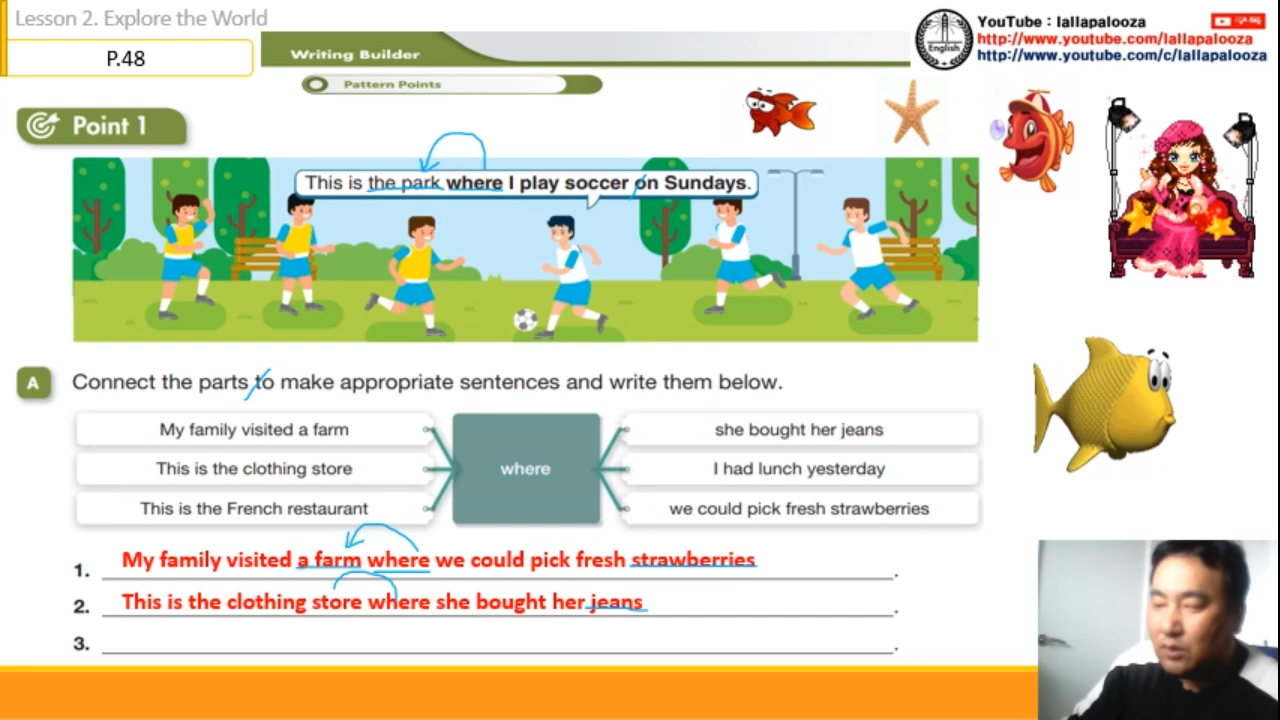 Lesson 2. Explore the World
P.48
Writing Builder
Pattern Points
English
YouTube : lallapalooza
http://www.youtube.com/lallapalooza
http://www.youtube.com/c/lallapalooza
Point 1
This is the park where I play soccer on Sundays.
A Connect the parts to make appropriate sentences and write them below.
My family visited a farm
This is the clothing store
This is the French restaurant
where
she bought her jeans
I had lunch yesterday
we could pick fresh strawberries
1. My family visited a farm where we could pick fresh strawberries.
2. This is the clothing store where she bought her jeans.
3. .